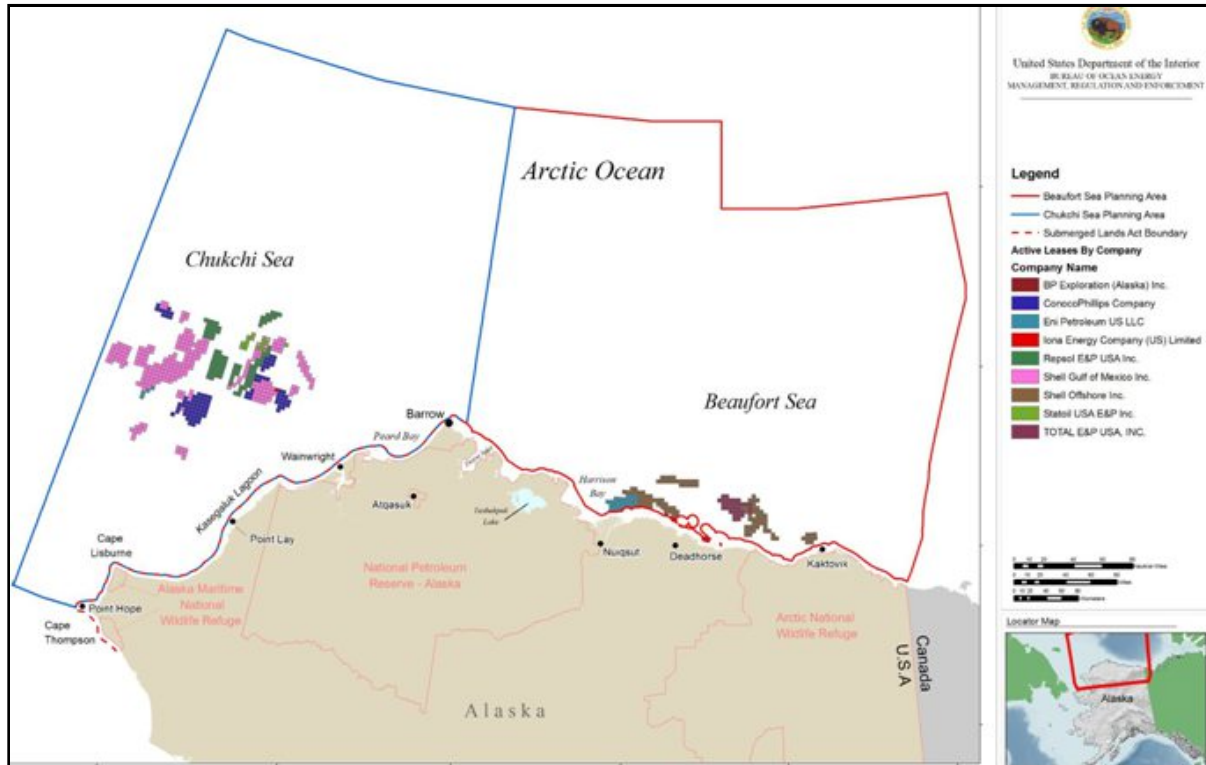 Arctic Ocean
Chukchi Sea
Beaufort Sea
Barrow
Peard Bay
Wainwright
Harrison
Bay
Kasegaluk Lagoon
Atqasuk
Teshekpuk
Lake
Cape
Lisburne
Point Lay
Nuiqsut
Deadhorse
Kaktovik
National Petroleum
Reserve - Alaska
Alaska Maritime
National
Wildlife Refuge
Point Hope
Cape
Thompson
Arctic National
Wildlife Refuge
Canada
U.S.A
Alaska
United States Department of the Interior
BUREAU OF OCEAN ENERGY
MANAGEMENT, REGULATION AND ENFORCEMENT
Legend
Beaufort Sea Planning Area
Chukchi Sea Planning Area
Submerged Lands Act Boundary
Active Leases By Company
Company Name
BP Exploration (Alaska) Inc.
ConocoPhillips Company
Eni Petroleum US LLC
Iona Energy Company (US) Limited
Repsol E&P USA Inc.
Shell Gulf of Mexico Inc.
Shell Offshore Inc.
Statoil USA E&P Inc.
TOTAL E&P USA, INC.
Nautical Miles
Miles
Kilometers
Locator Map
Alaska